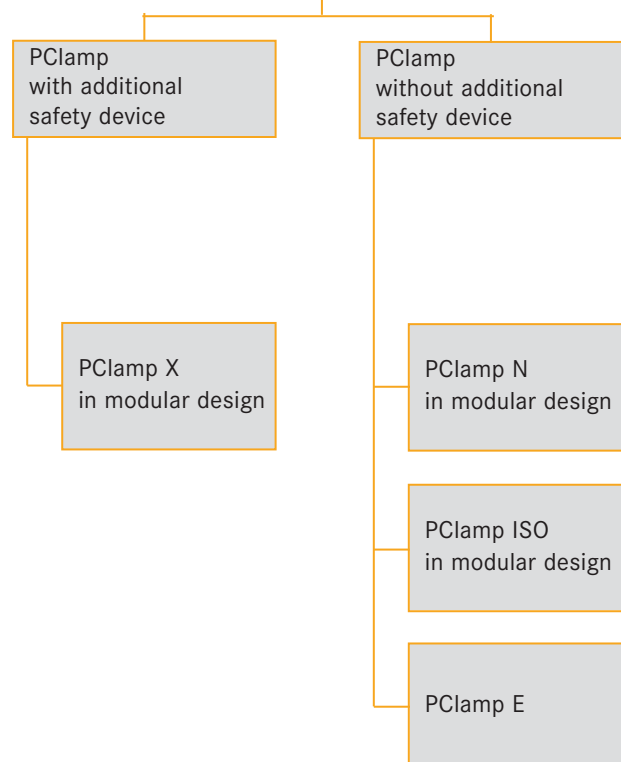 PClamp
with additional
safety device
PClamp
without additional
safety device
PClamp X
in modular design
PClamp N
in modular design
PClamp ISO
in modular design
PClamp E